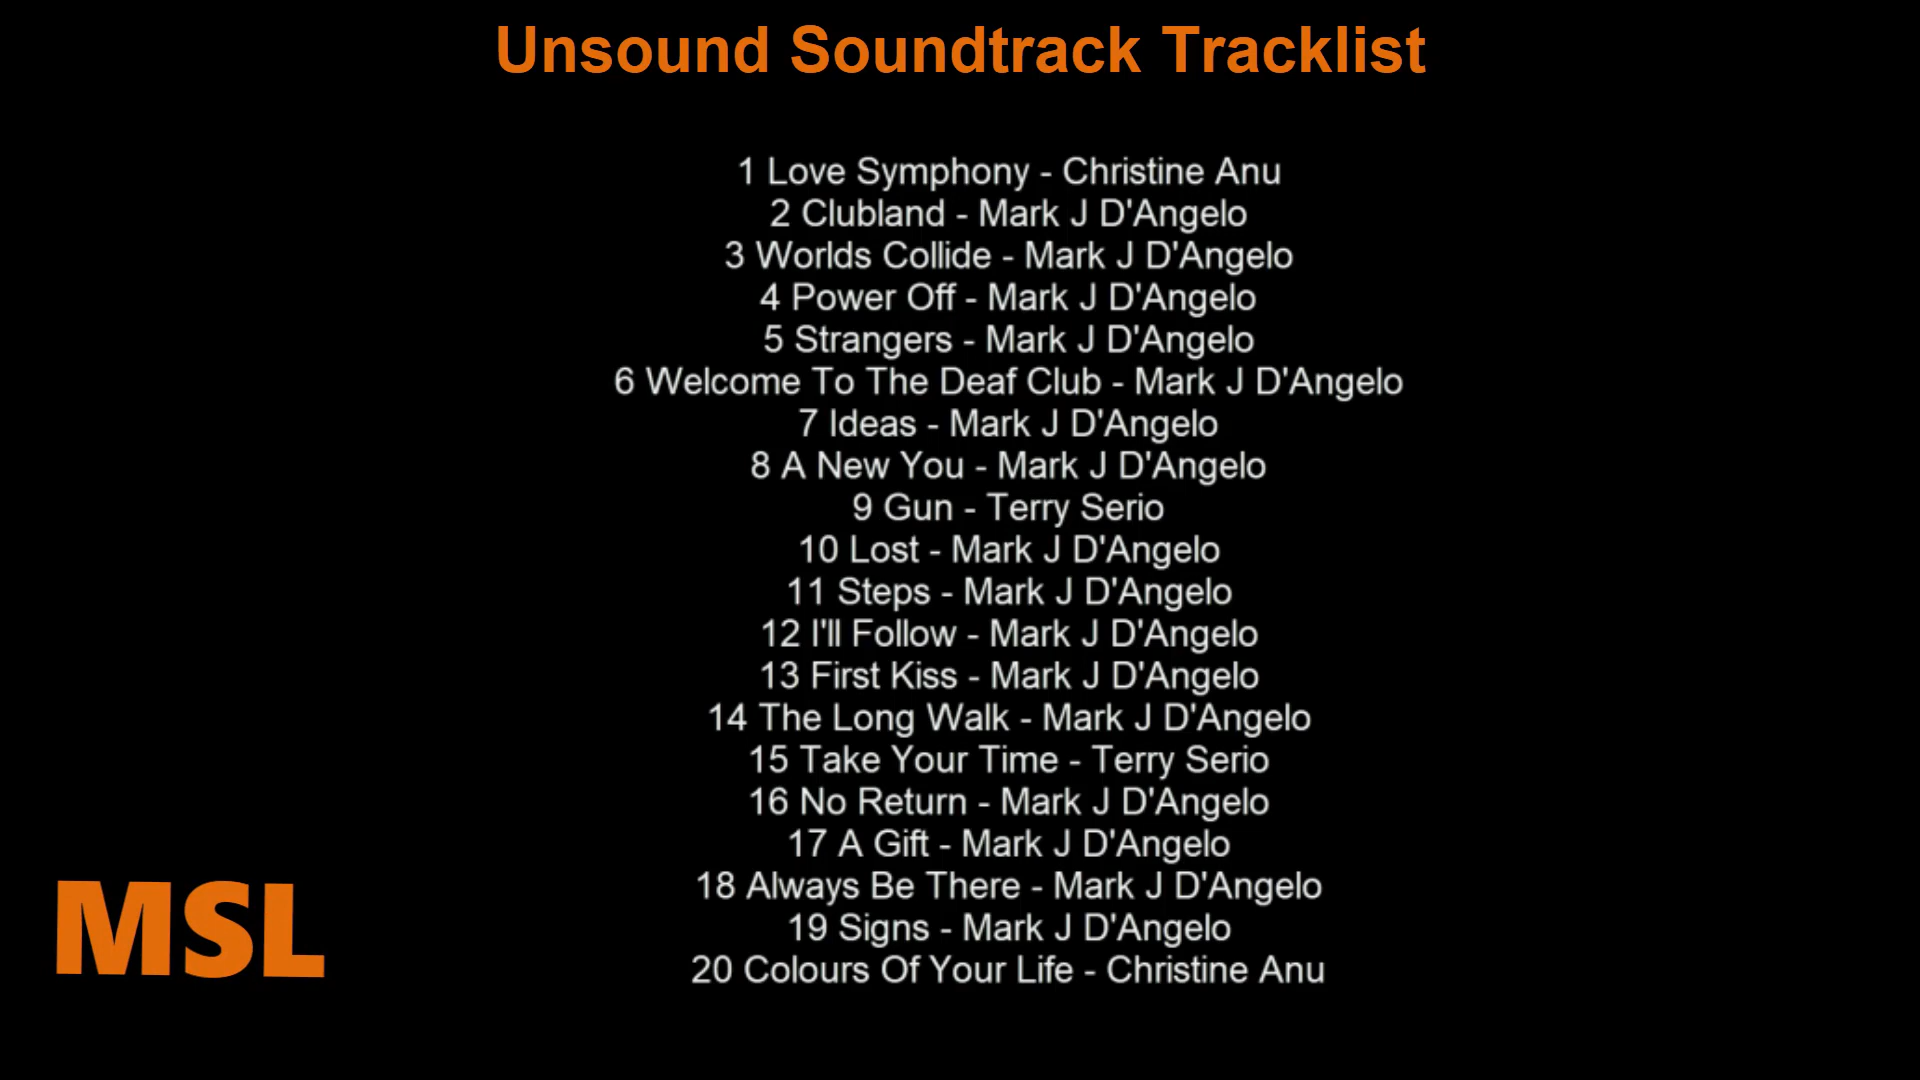 Unsound Soundtrack Tracklist
1 Love Symphony - Christine Anu
2 Clubland - Mark J D'Angelo
3 Worlds Collide - Mark J D'Angelo
4 Power Off - Mark J D'Angelo
5 Strangers - Mark J D'Angelo
6 Welcome To The Deaf Club - Mark J D'Angelo
7 Ideas - Mark J D'Angelo
8 A New You - Mark J D'Angelo
9 Gun - Terry Serio
10 Lost - Mark J D'Angelo
11 Steps - Mark J D'Angelo
12 I'll Follow - Mark J D'Angelo
13 First Kiss - Mark J D'Angelo
14 The Long Walk - Mark J D'Angelo
15 Take Your Time - Terry Serio
16 No Return - Mark J D'Angelo
17 A Gift - Mark J D'Angelo
18 Always Be There - Mark J D'Angelo
19 Signs - Mark J D'Angelo
20 Colours Of Your Life - Christine Anu
MSL